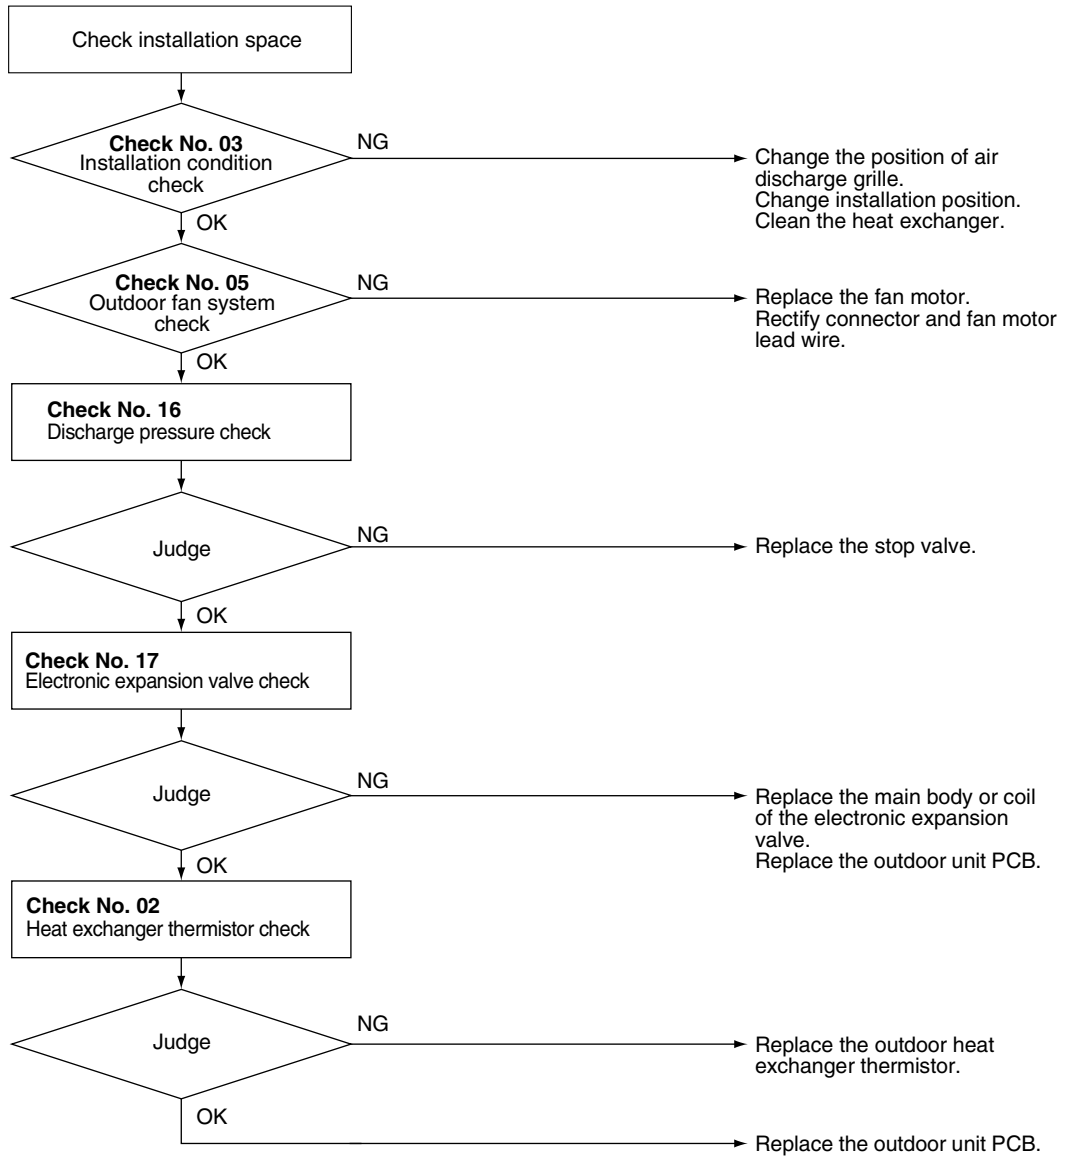 Check installation space
Check No. 03
Installation condition
check
NG
Change the position of air
discharge grille.
Change installation position.
Clean the heat exchanger.
OK
Check No. 05
Outdoor fan system
check
NG
Replace the fan motor.
Rectify connector and fan motor
lead wire.
OK
Check No. 16
Discharge pressure check
Judge
NG
Replace the stop valve.
OK
Check No. 17
Electronic expansion valve check
Judge
NG
Replace the main body or coil
of the electronic expansion
valve.
Replace the outdoor unit PCB.
OK
Check No. 02
Heat exchanger thermistor check
Judge
NG
Replace the outdoor heat
exchanger thermistor.
OK
Replace the outdoor unit PCB.